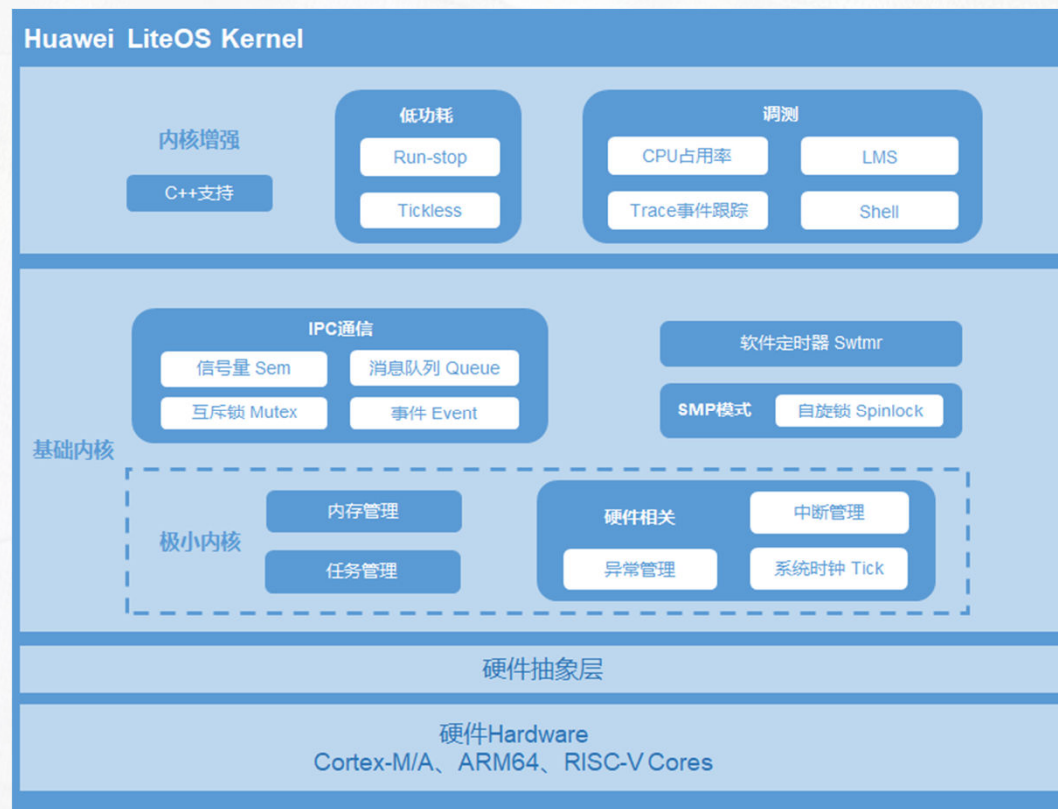 Huawei LiteOS Kernel
内核增强
C++支持
低功耗
Run-stop
Tickless
调测
CPU占用率
LMS
Trace事件跟踪
Shell
基础内核
IPC通信
信号量 Sem
消息队列 Queue
互斥锁 Mutex
事件 Event
软件定时器 Swtmr
SMP模式
自旋锁 Spinlock
极小内核
内存管理
任务管理
硬件相关
中断管理
异常管理
系统时钟 Tick
硬件抽象层
硬件Hardware
Cortex-M/A、ARM64、RISC-V Cores